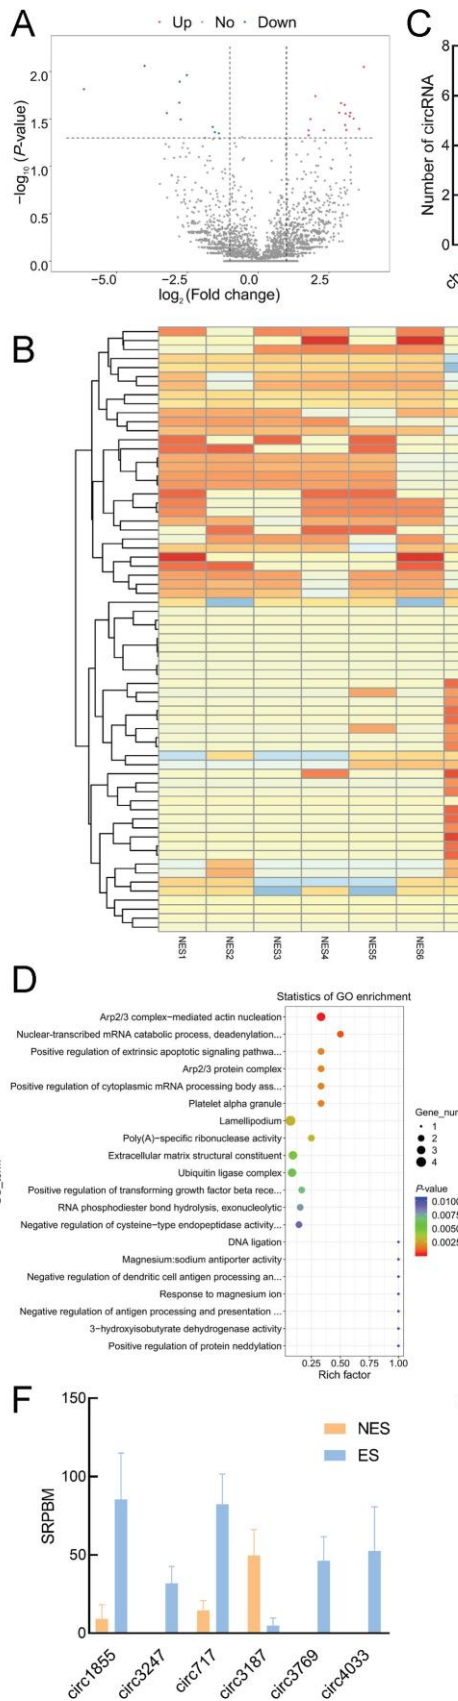 A
Up No Down
−log₁₀ (P-value)
2.0
1.5
1.0
0.5
0.0
−5.0 −2.5 0.0 2.5
log₂ (Fold change)
C
Number of circRNA
8
6
4
2
0
B
NES1 NES2 NES3 NES4 NES5 NES6
D
Statistics of GO enrichment
Arp2/3 complex−mediated actin nucleation
Nuclear-transcribed mRNA catabolic process, deadenylation...
Positive regulation of extrinsic apoptotic signaling pathwa...
Arp2/3 protein complex
Positive regulation of cytoplasmic mRNA processing body ass...
Platelet alpha granule
Lamellipodium
Poly(A)−specific ribonuclease activity
Extracellular matrix structural constituent
Ubiquitin ligase complex
Positive regulation of transforming growth factor beta rece...
RNA phosphodiester bond hydrolysis, exonucleolytic
Negative regulation of cysteine−type endopeptidase activity...
DNA ligation
Magnesium:sodium antiporter activity
Negative regulation of dendritic cell antigen processing an...
Response to magnesium ion
Negative regulation of antigen processing and presentation ...
3−hydroxyisobutyrate dehydrogenase activity
Positive regulation of protein neddylation
0.25 0.50 0.75 1.00
Rich factor
Gene_num
1
2
3
4
P-value
0.0100
0.0075
0.0050
0.0025
F
SRPBM
150
100
50
0
NES
ES
circ1855 circ3247 circ717 circ3187 circ3769 circ4033